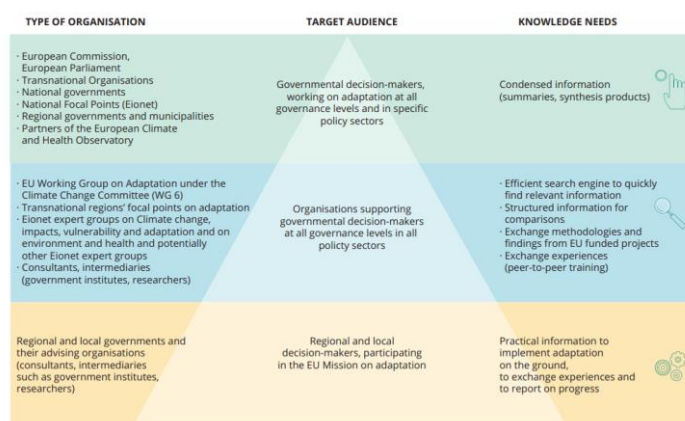 TYPE OF ORGANISATION
TARGET AUDIENCE
KNOWLEDGE NEEDS
· European Commission,
European Parliament
· Transnational Organisations
· National governments
· National Focal Points (Eionet)
· Regional governments and municipalities
· Partners of the European Climate
and Health Observatory
Governmental decision-makers,
working on adaptation at all
governance levels and in specific
policy sectors
Condensed information
(summaries, synthesis products)
· EU Working Group on Adaptation under the
Climate Change Committee (WG 6)
· Transnational regions' focal points on adaptation
· Eionet expert groups on Climate change,
impacts, vulnerability and adaptation and on
environment and health and potentially
other Eionet expert groups
· Consultants, intermediaries
(government institutes, researchers)
Organisations supporting
governmental decision-makers
at all governance levels in all
policty sectors
· Efficient search engine to quickly
find relevant information
· Structured information for
comparisons
· Exchange methodologies and
findings from EU funded projects
· Exchange experiences
(peer-to-peer training)
Regional and local governments and
their advising organisations
(consultants, intermediaries
such as government institutes,
researchers)
Regional and local
decision-makers, participating
in the EU Mission on adaptation
Practical information to
implement adaptation
on the ground,
to exchange experiences and
to report on progress